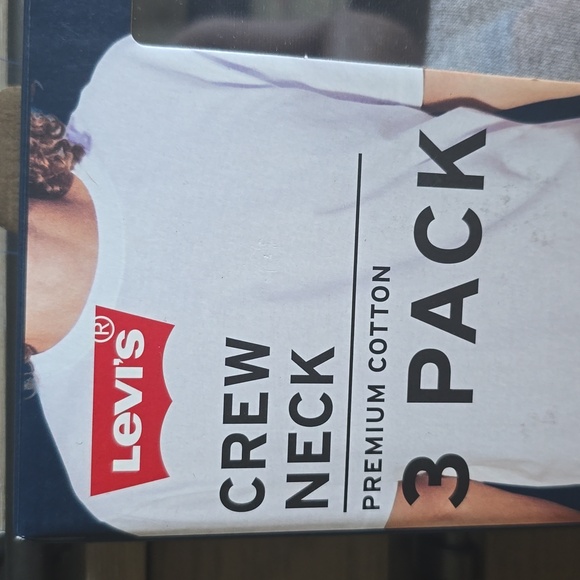 Levi's®
CREW
NECK
PREMIUM COTTON
3 PACK